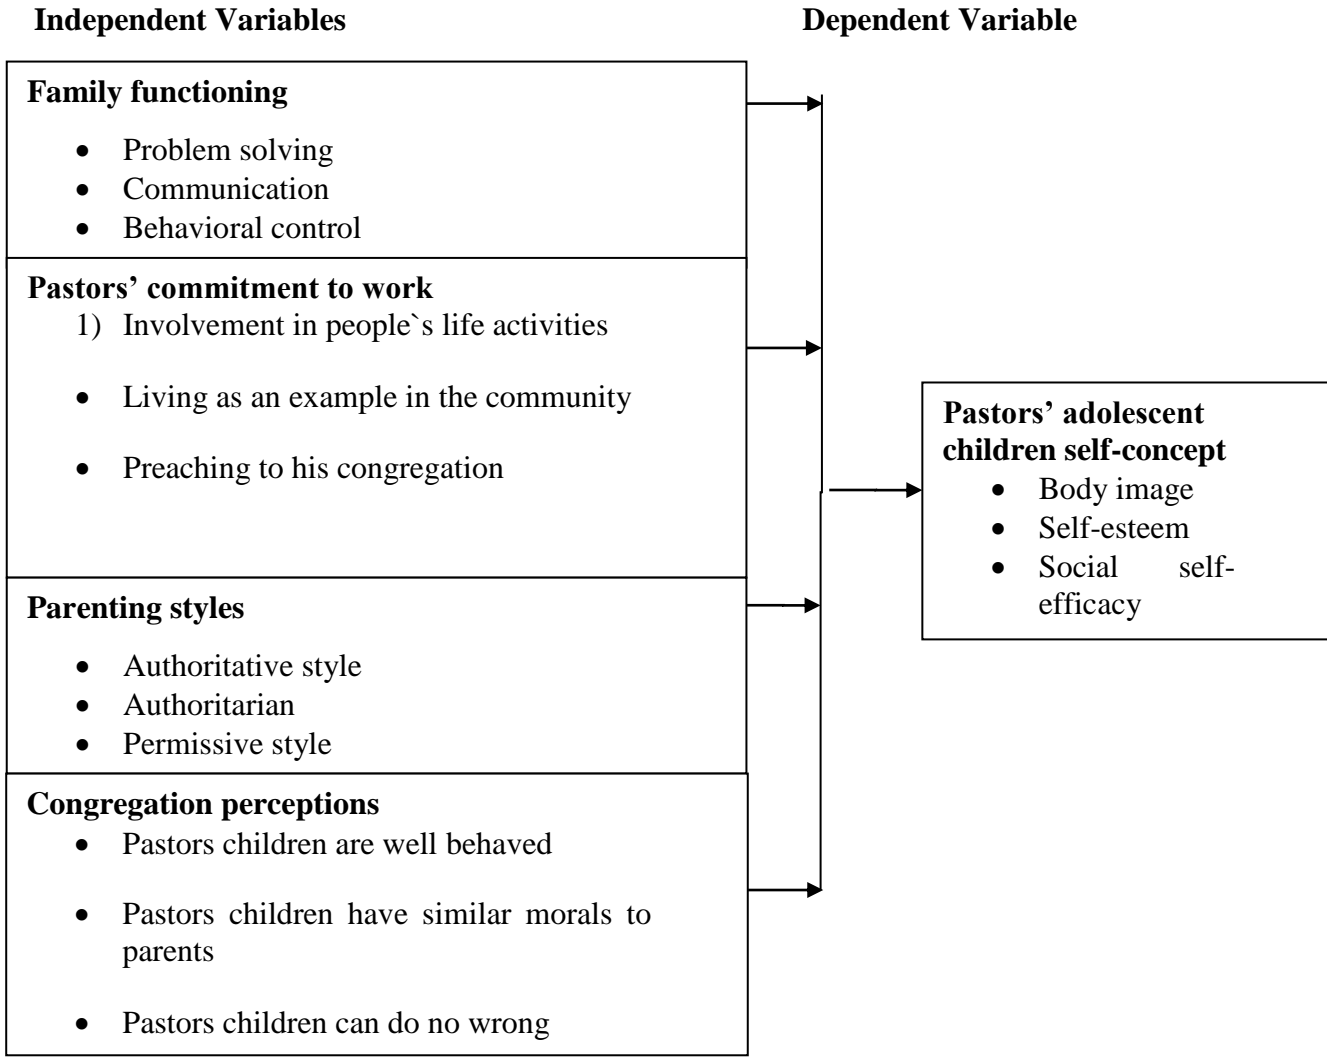 Independent Variables
Dependent Variable
Family functioning
• Problem solving
• Communication
• Behavioral control
Pastors’ commitment to work
1) Involvement in people`s life activities
• Living as an example in the community
• Preaching to his congregation
Parenting styles
• Authoritative style
• Authoritarian
• Permissive style
Congregation perceptions
• Pastors children are well behaved
• Pastors children have similar morals to
parents
• Pastors children can do no wrong
Pastors’ adolescent
children self-concept
• Body image
• Self-esteem
• Social self-
efficacy